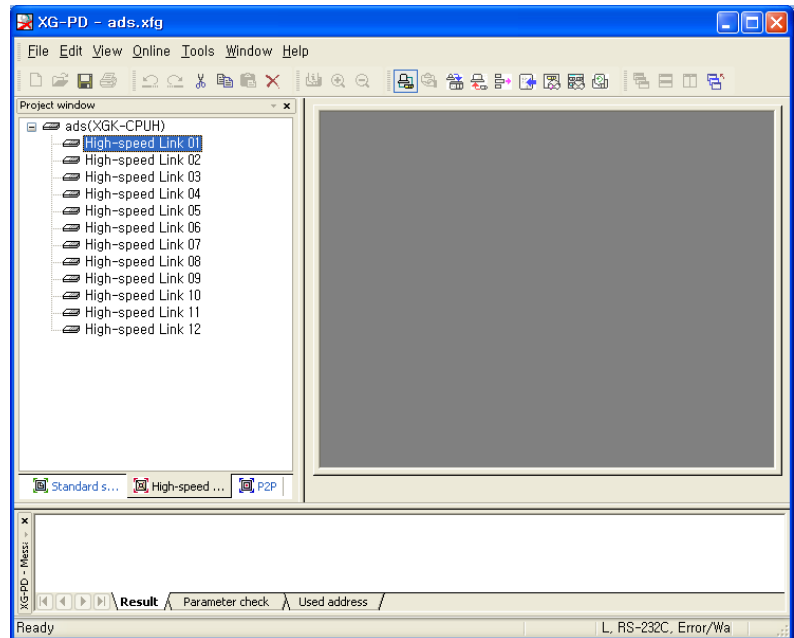 XG-PD - ads.xfg
File Edit View Online Tools Window Help
Project window
ads(XGK-CPUH)
High-speed Link 01
High-speed Link 02
High-speed Link 03
High-speed Link 04
High-speed Link 05
High-speed Link 06
High-speed Link 07
High-speed Link 08
High-speed Link 09
High-speed Link 10
High-speed Link 11
High-speed Link 12
Standard s... High-speed ... P2P
XG-PD - Messa
Result Parameter check Used address
Ready L, RS-232C, Error/Wa